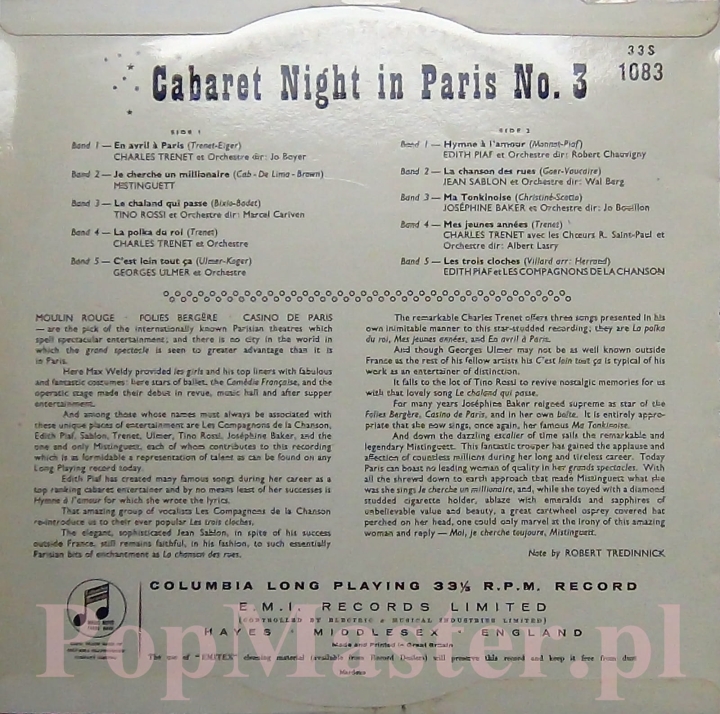 33S
1083
Cabaret Night in Paris No. 3
SIDE 1
Band 1 — En avril à Paris (Trenet-Eiger)
CHARLES TRENET et Orchestre dir: Jo Boyer
Band 2 — Je cherche un millionaire (Cab - De Lima - Brown)
MISTINGUETT
Band 3 — Le chaland qui passe (Bixio-Badet)
TINO ROSSI et Orchestre dir: Marcel Cariven
Band 4 — La polka du roi (Trenet)
CHARLES TRENET et Orchestre
Band 5 — C'est loin tout ça (Ulmer-Koger)
GEORGES ULMER et Orchestre
SIDE 2
Band 1 — Hymne à l'amour (Monnot-Piaf)
EDITH PIAF et Orchestre dir: Robert Chauvigny
Band 2 — La chanson des rues (Goer-Vaucaire)
JEAN SABLON et Orchestre dir: Wal Berg
Band 3 — Ma Tonkinoise (Christiné-Scotto)
JOSÉPHINE BAKER et Orchestre dir: Jo Bouillon
Band 4 — Mes jeunes années (Trenet)
CHARLES TRENET avec les Chœurs R. Saint-Paul et
Orchestre dir: Albert Lasry
Band 5 — Les trois cloches (Villard arr: Herrand)
EDITH PIAF et LES COMPAGNONS DE LA CHANSON
MOULIN ROUGE · FOLIES BERGÈRE · CASINO DE PARIS
— are the pick of the internationally known Parisian theatres which
spell spectacular entertainment; and there is no city in the world in
which the grand spectacle is seen to greater advantage than it is
in Paris.
Here Max Weldy provided les girls and his top liners with fabulous
and fantastic costumes: here stars of ballet, the Comédie Française, and the
operatic stage made their debut in revue, music hall and after supper
entertainment.
And among those whose names must always be associated with
these unique places of entertainment are Les Compagnons de la Chanson,
Edith Piaf, Sablon, Trenet, Ulmer, Tino Rossi, Joséphine Baker, and the
one and only Mistinguett, each of whom contributes to this recording
which is as formidable a representation of talent as can be found on any
Long Playing record today.
Edith Piaf has created many famous songs during her career as a
top ranking cabaret entertainer and by no means least of her successes is
Hymne à l'amour for which she wrote the lyrics.
That amazing group of vocalists Les Compagnons de la Chanson
re-introduce us to their ever popular Les trois cloches.
The elegant, sophisticated Jean Sablon, in spite of his success
outside France, still remains faithful, in his fashion, to such essentially
Parisian bits of enchantment as La chanson des rues.
The remarkable Charles Trenet offers three songs presented in his
own inimitable manner to this star-studded recording; they are La polka
du roi, Mes jeunes années, and En avril à Paris.
And though Georges Ulmer may not be as well known outside
France as the rest of his fellow artists his C'est loin tout ça is typical of his
work as an entertainer of distinction.
It falls to the lot of Tino Rossi to revive nostalgic memories for us
with that lovely song Le chaland qui passe.
For many years Joséphine Baker reigned supreme as star of the
Folies Bergère, Casino de Paris, and in her own boîte. It is entirely appro-
priate that she now sings, once again, her famous Ma Tonkinoise.
And down the dazzling escalier of time sails the remarkable and
legendary Mistinguett. This fantastic trouper has gained the applause and
affection of countless millions during her long and tireless career. Today
Paris can boast no leading woman of quality in her grands spectacles. With
all the shrewd down to earth approach that made Mistinguett what she
was she sings Je cherche un millionaire, and, while she toyed with a diamond
studded cigarette holder, ablaze with emeralds and sapphires of
unbelievable value and beauty, a great cartwheel osprey covered hat
perched on her head, one could only marvel at the irony of this amazing
woman and reply — Moi, je cherche toujours, Mistinguett.
Note by ROBERT TREDINNICK
COLUMBIA LONG PLAYING 33⅓ R.P.M. RECORD
E.M.I. RECORDS LIMITED
(CONTROLLED BY ELECTRIC & MUSICAL INDUSTRIES LIMITED)
HAYES · MIDDLESEX · ENGLAND
Made and Printed in Great Britain
The use of "EMITEX" cleaning material (available from Record Dealers) will preserve this record and keep it free from dust
PopMaster.pl